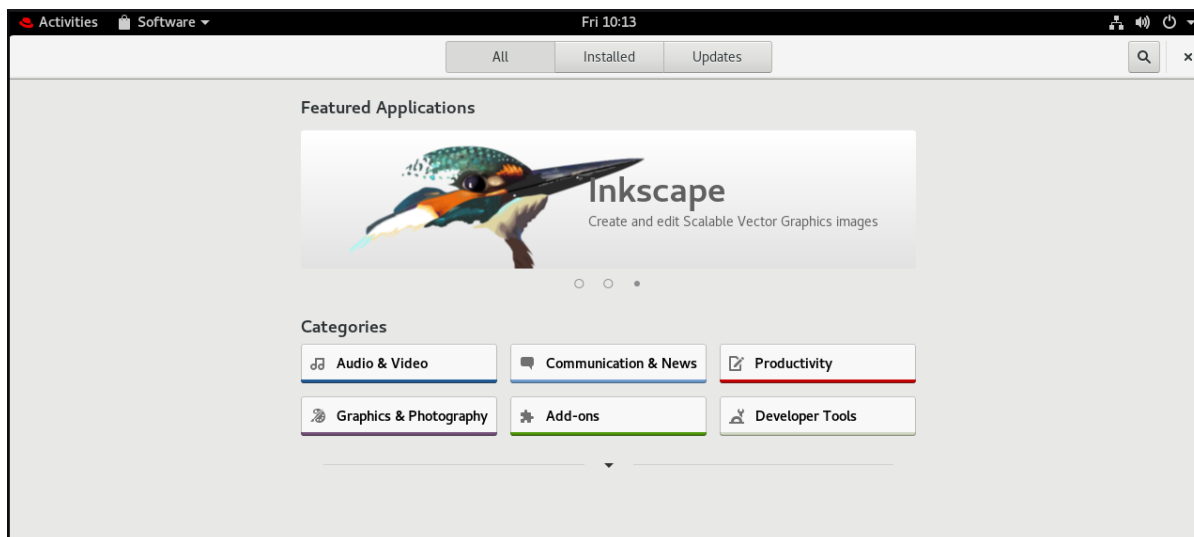 Activities Software Fri 10:13
All Installed Updates
Featured Applications
Inkscape
Create and edit Scalable Vector Graphics images
Categories
Audio & Video Communication & News Productivity
Graphics & Photography Add-ons Developer Tools